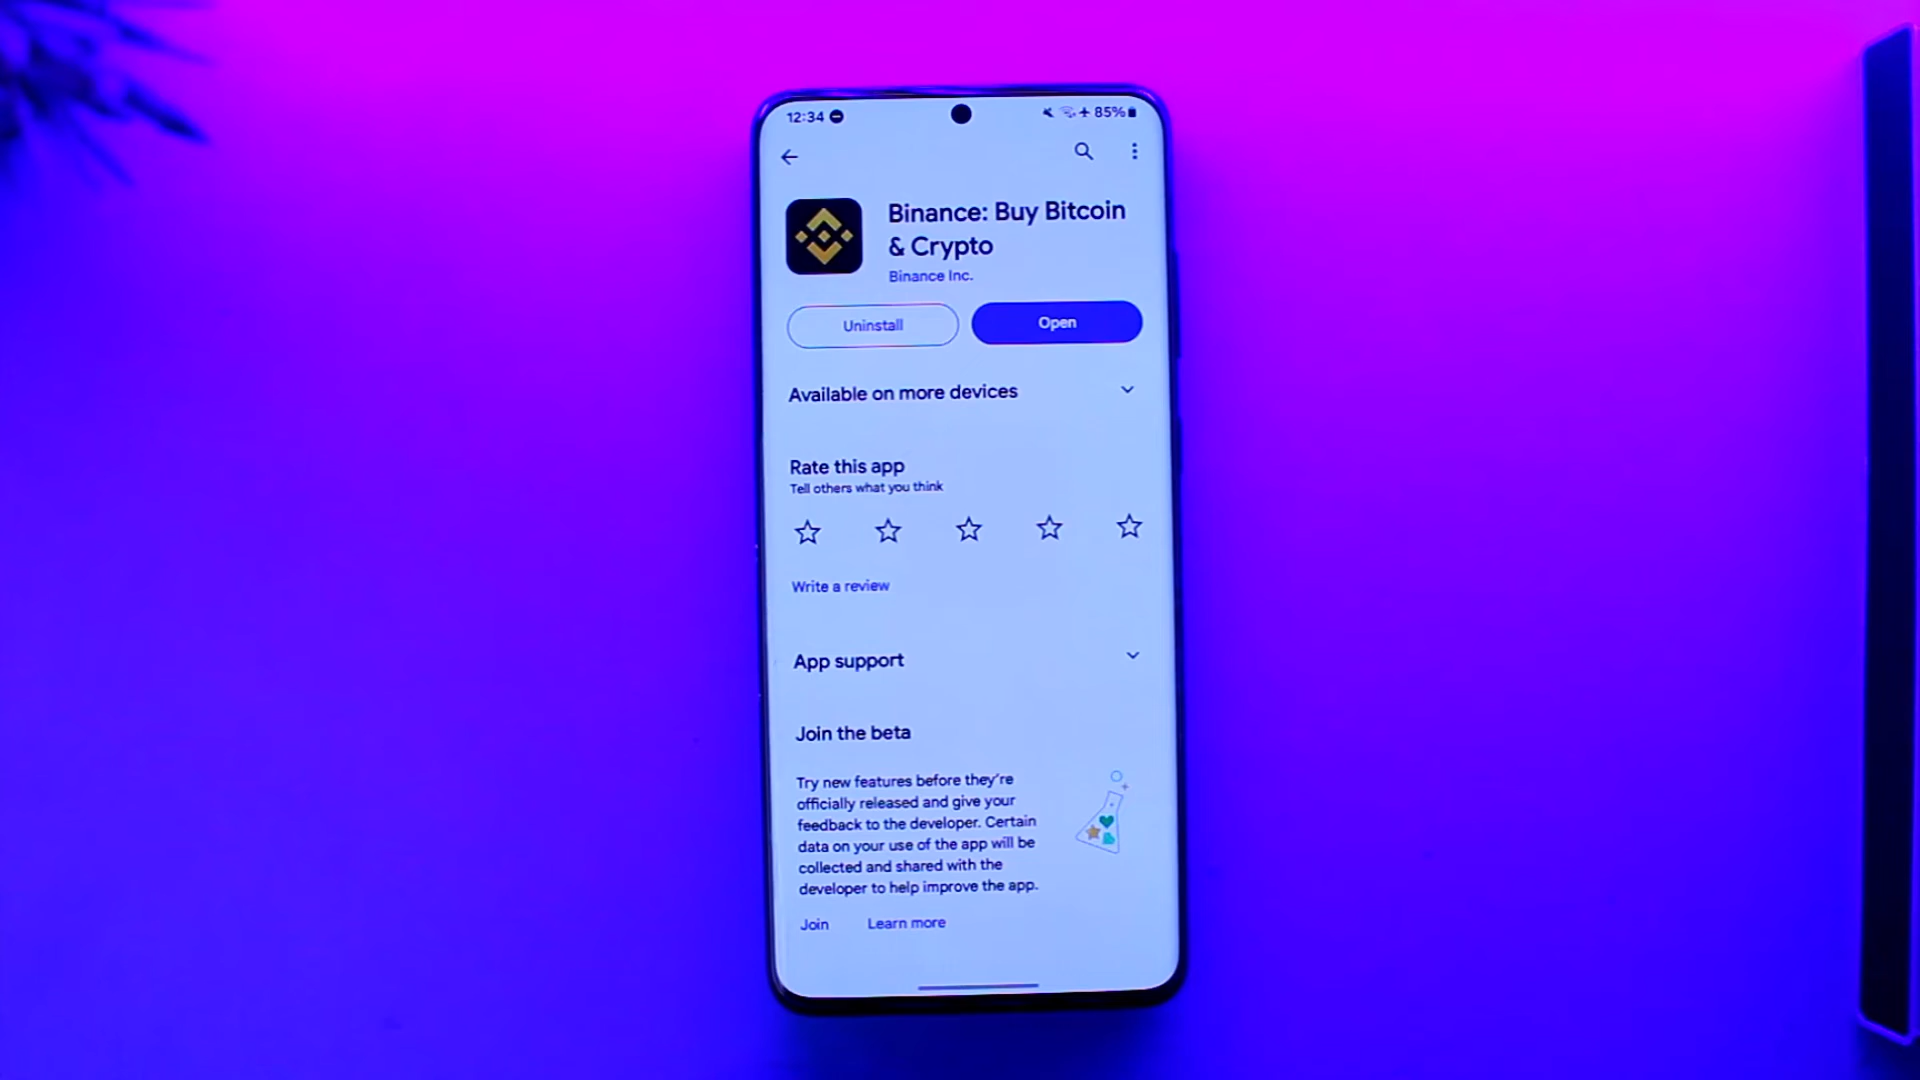 12:34
85%
Binance: Buy Bitcoin
& Crypto
Binance Inc.
Uninstall
Open
Available on more devices
Rate this app
Tell others what you think
Write a review
App support
Join the beta
Try new features before they're
officially released and give your
feedback to the developer. Certain
data on your use of the app will be
collected and shared with the
developer to help improve the app.
Join
Learn more